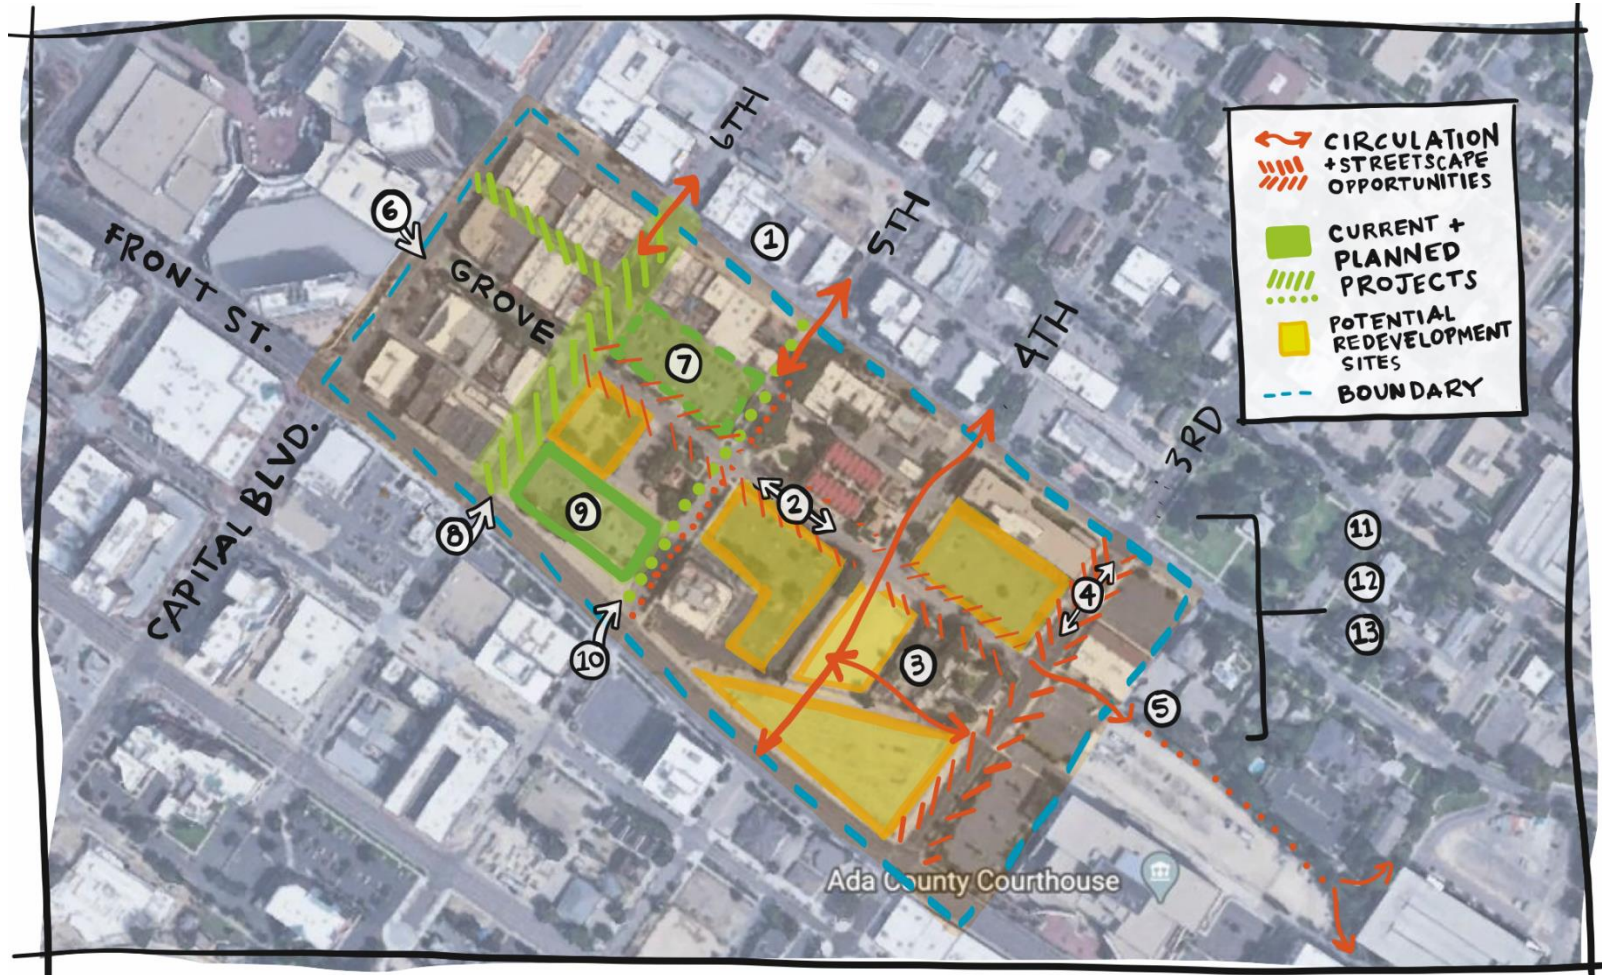 6TH
5TH
4TH
3RD
FRONT ST.
GROVE
CAPITAL BLVD.
1
2
3
4
5
6
7
8
9
10
11
12
13
CIRCULATION
+ STREETSCAPE
OPPORTUNITIES
CURRENT +
PLANNED
PROJECTS
POTENTIAL
REDEVELOPMENT
SITES
BOUNDARY
Ada County Courthouse